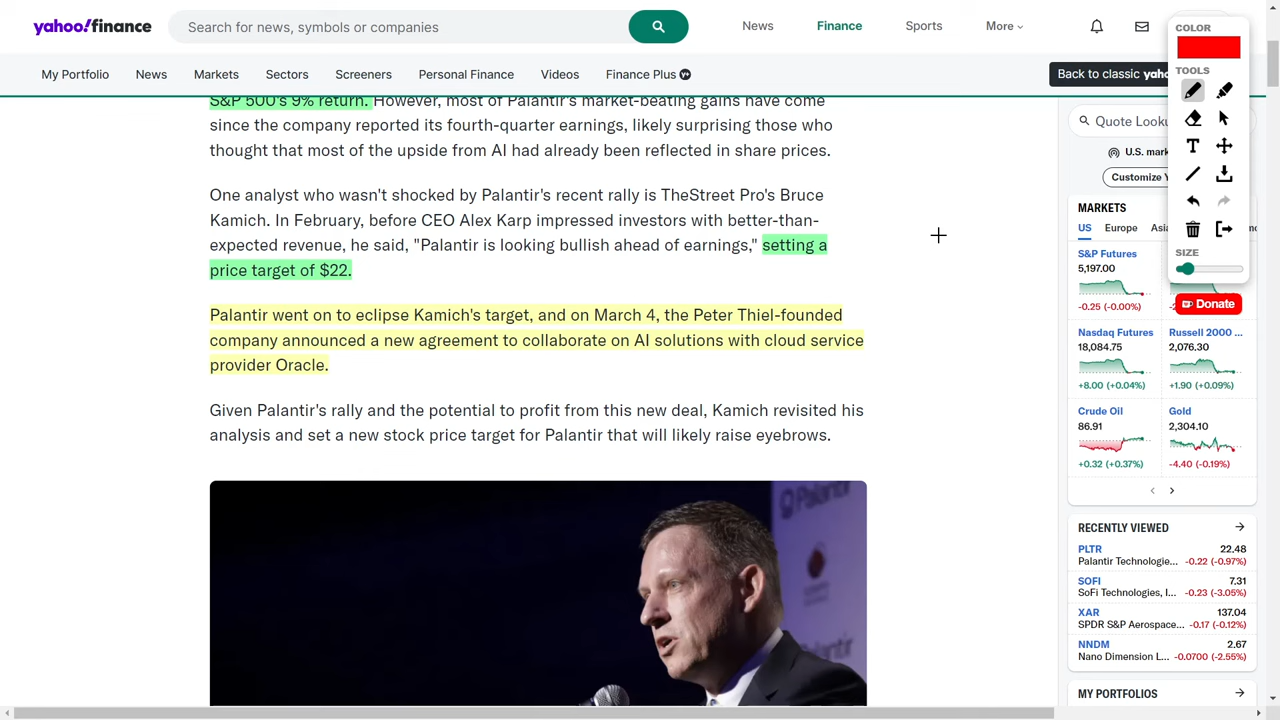 yahoo!finance
Search for news, symbols or companies
News
Finance
Sports
More
COLOR
My Portfolio
News
Markets
Sectors
Screeners
Personal Finance
Videos
Finance Plus
Back to classic
TOOLS
S&P 500's 9% return. However, most of Palantir's market-beating gains have come
since the company reported its fourth-quarter earnings, likely surprising those who
thought that most of the upside from AI had already been reflected in share prices.
One analyst who wasn't shocked by Palantir's recent rally is TheStreet Pro's Bruce
Kamich. In February, before CEO Alex Karp impressed investors with better-than-
expected revenue, he said, "Palantir is looking bullish ahead of earnings," setting a
price target of $22.
Palantir went on to eclipse Kamich's target, and on March 4, the Peter Thiel-founded
company announced a new agreement to collaborate on AI solutions with cloud service
provider Oracle.
Given Palantir's rally and the potential to profit from this new deal, Kamich revisited his
analysis and set a new stock price target for Palantir that will likely raise eyebrows.
Palantir
Quote
U.S.
Customize
T
SIZE
Donate
MARKETS
US
Europe
S&P Futures
5,197.00
-0.25 (-0.00%)
Nasdaq Futures
18,084.75
+8.00 (+0.04%)
Russell 2000 ...
2,076.30
+1.90 (+0.09%)
Crude Oil
86.91
+0.32 (+0.37%)
Gold
2,304.10
-4.40 (-0.19%)
RECENTLY VIEWED
PLTR 22.48
Palantir Technologie... -0.22 (-0.97%)
SOFI 7.31
SoFi Technologies, I... -0.23 (-3.05%)
XAR 137.04
SPDR S&P Aerospace... -0.17 (-0.12%)
NNDM 2.67
Nano Dimension L... -0.0700 (-2.55%)
MY PORTFOLIOS